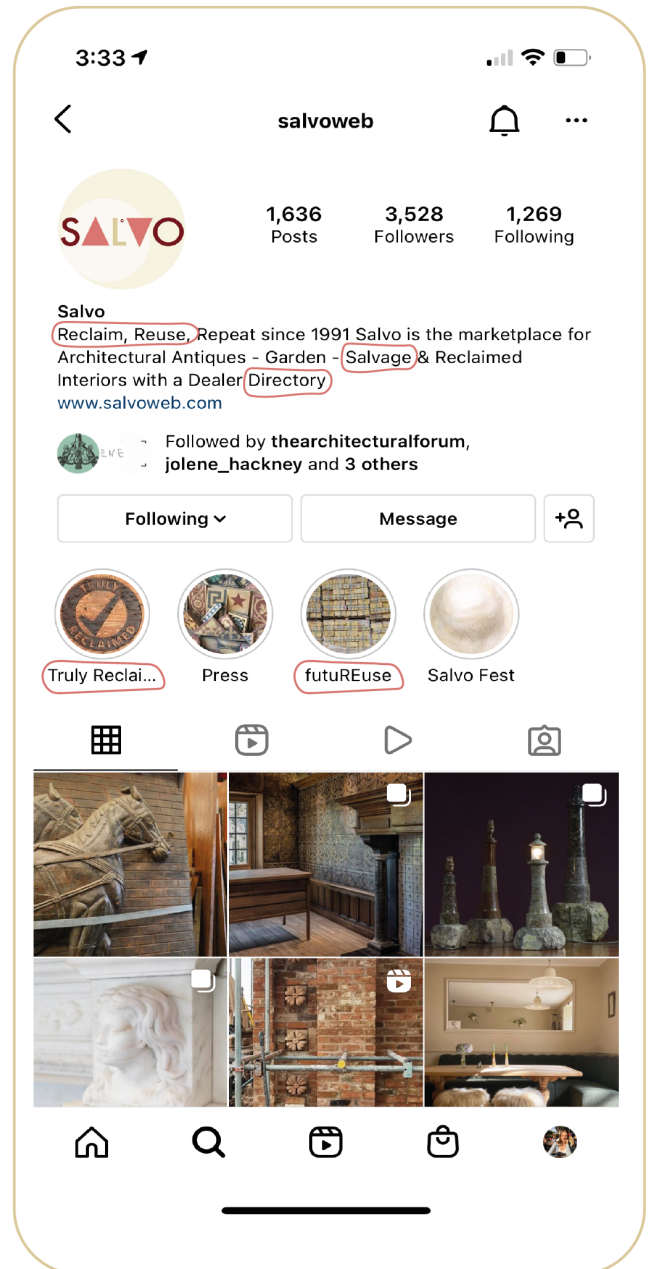 3:33
salvoweb
SALVO
1,636
3,528
1,269
Posts
Followers
Following
Salvo
Reclaim, Reuse, Repeat since 1991 Salvo is the marketplace for
Architectural Antiques - Garden - Salvage & Reclaimed
Interiors with a Dealer Directory
www.salvoweb.com
Followed by thearchitecturalforum,
jolene_hackney and 3 others
Following
Message
TRULY
RECLAIMED
Truly Reclai...
Press
futuREuse
Salvo Fest